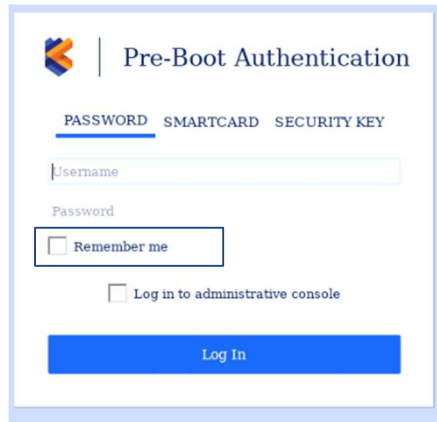 Pre-Boot Authentication
PASSWORD SMARTCARD SECURITY KEY
Username
Password
Remember me
Log in to administrative console
Log In